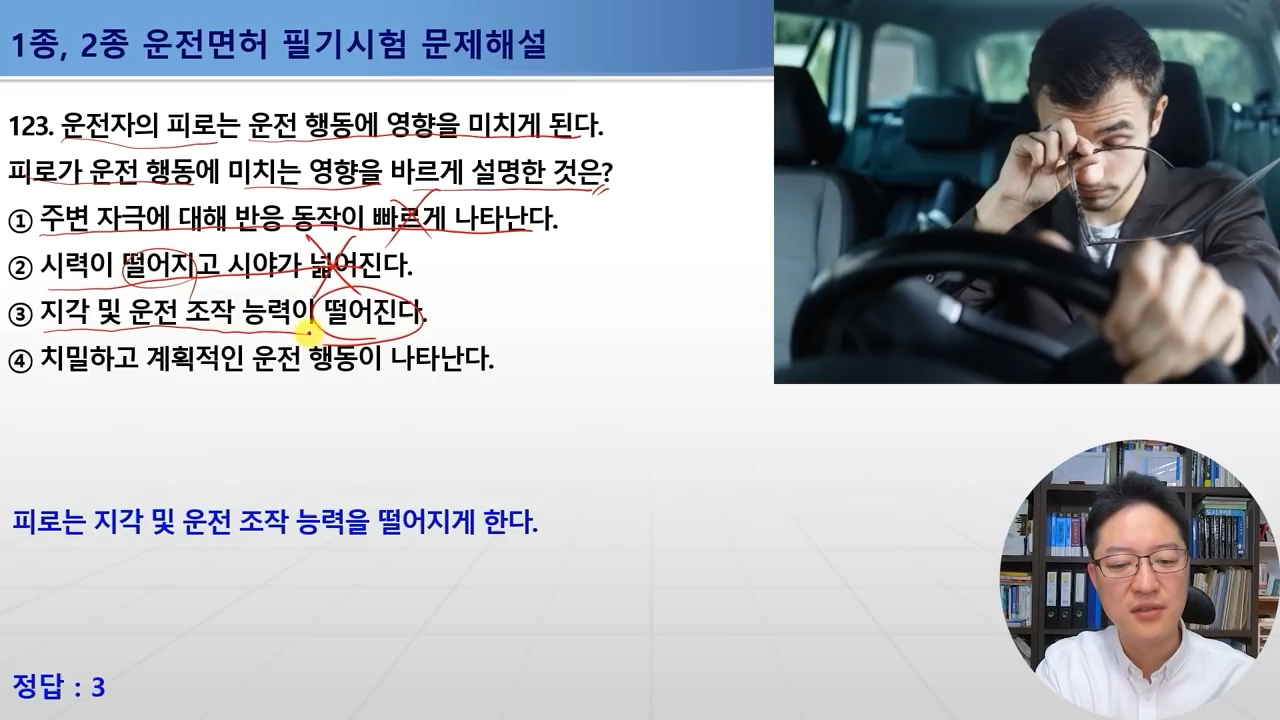 1종, 2종 운전면허 필기시험 문제해설
123. 운전자의 피로는 운전 행동에 영향을 미치게 된다.
피로가 운전 행동에 미치는 영향을 바르게 설명한 것은?
① 주변 자극에 대해 반응 동작이 빠르게 나타난다.
② 시력이 떨어지고 시야가 넓어진다.
③ 지각 및 운전 조작 능력이 떨어진다.
④ 치밀하고 계획적인 운전 행동이 나타난다.
피로는 지각 및 운전 조작 능력을 떨어지게 한다.
정답 : 3